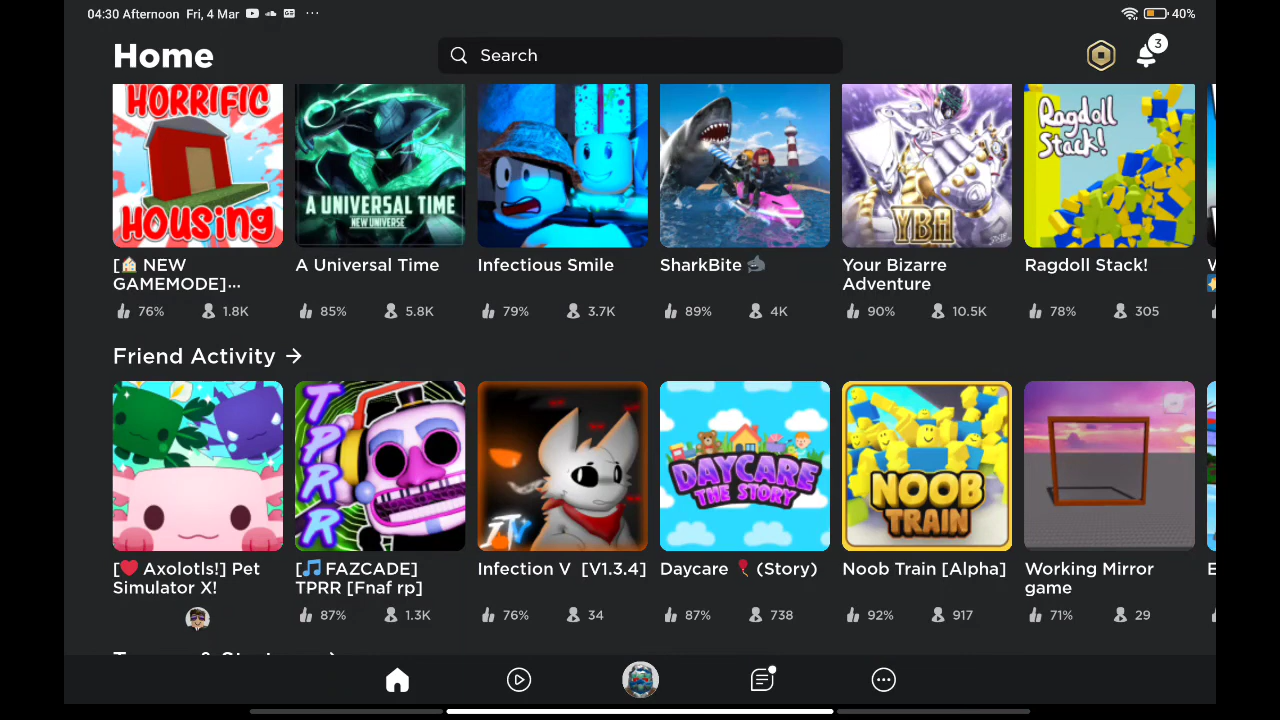 04:30 Afternoon Fri, 4 Mar
40%
Home
Search
3
HORRIFIC
HOUSING
A UNIVERSAL TIME
NEW UNIVERSE
YBA
Ragdoll
Stack!
[🏠 NEW
GAMEMODE]...
A Universal Time
Infectious Smile
SharkBite 🦈
Your Bizarre
Adventure
Ragdoll Stack!
76% 1.8K
85% 5.8K
79% 3.7K
89% 4K
90% 10.5K
78% 305
Friend Activity →
TPRR
IV
DAYCARE
THE STORY
NOOB
TRAIN
[❤️ Axolotls!] Pet
Simulator X!
[🎵 FAZCADE]
TPRR [Fnaf rp]
Infection V [V1.3.4]
Daycare 🎈 (Story)
Noob Train [Alpha]
Working Mirror
game
87% 1.3K
76% 34
87% 738
92% 917
71% 29